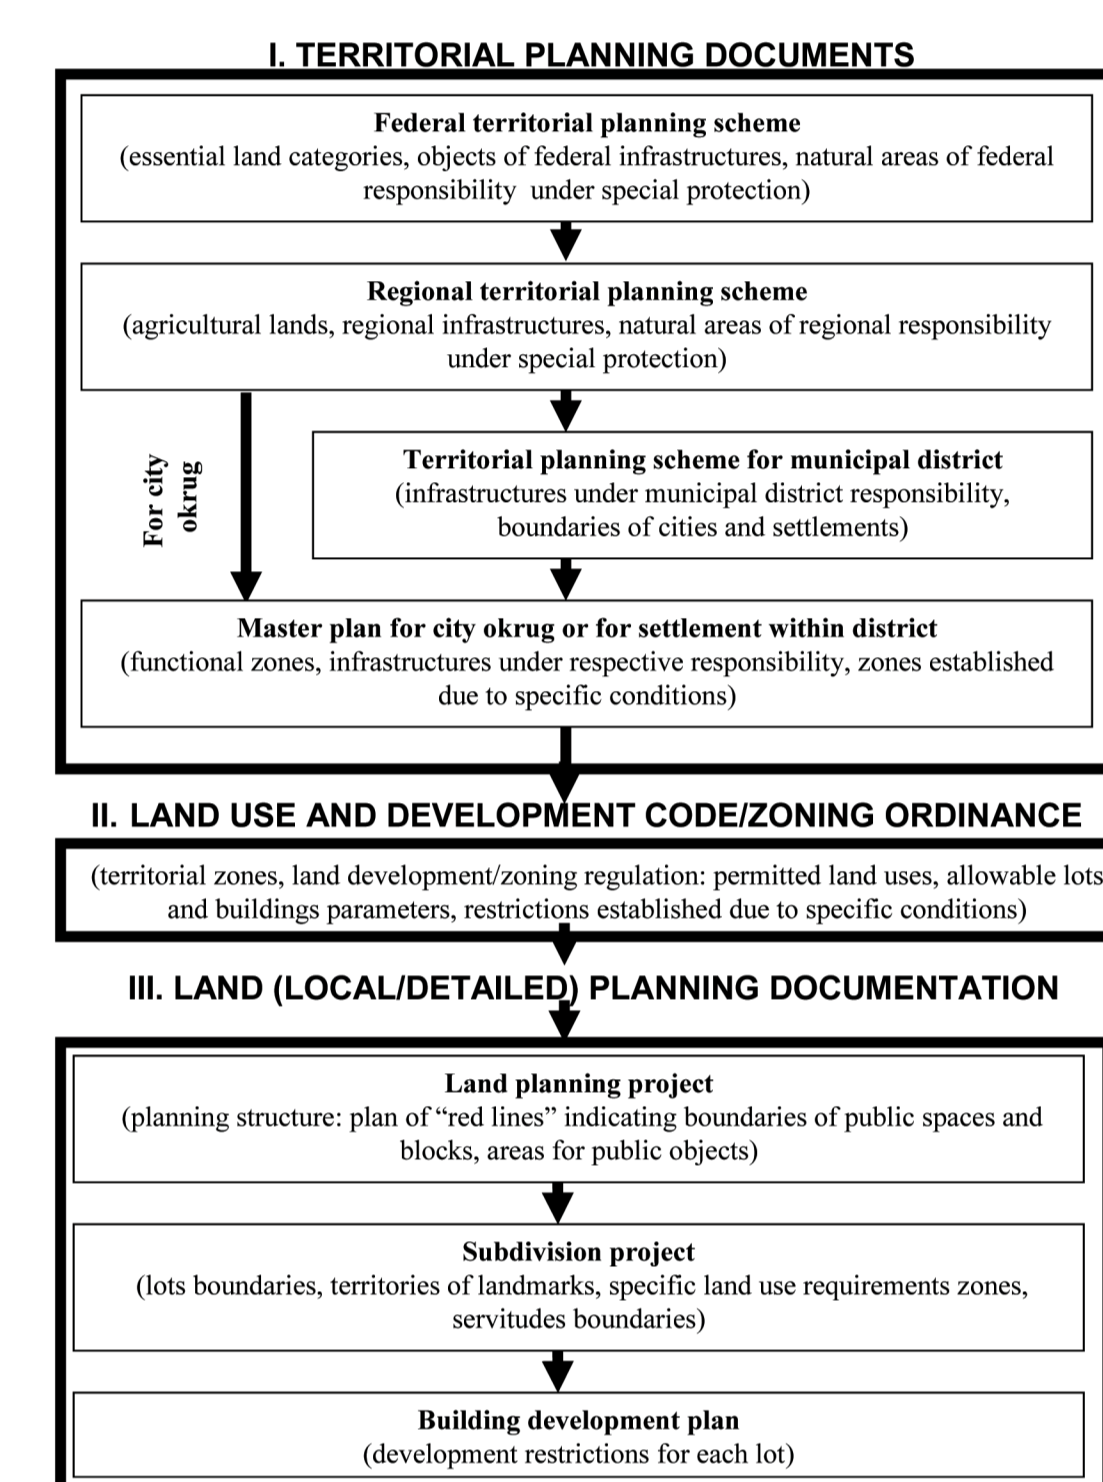 I. TERRITORIAL PLANNING DOCUMENTS
Federal territorial planning scheme
(essential land categories, objects of federal infrastructures, natural areas of federal
responsibility under special protection)
Regional territorial planning scheme
(agricultural lands, regional infrastructures, natural areas of regional responsibility
under special protection)
For city
okrug
Territorial planning scheme for municipal district
(infrastructures under municipal district responsibility,
boundaries of cities and settlements)
Master plan for city okrug or for settlement within district
(functional zones, infrastructures under respective responsibility, zones established
due to specific conditions)
II. LAND USE AND DEVELOPMENT CODE/ZONING ORDINANCE
(territorial zones, land development/zoning regulation: permitted land uses, allowable lots
and buildings parameters, restrictions established due to specific conditions)
III. LAND (LOCAL/DETAILED) PLANNING DOCUMENTATION
Land planning project
(planning structure: plan of “red lines” indicating boundaries of public spaces and
blocks, areas for public objects)
Subdivision project
(lots boundaries, territories of landmarks, specific land use requirements zones,
servitudes boundaries)
Building development plan
(development restrictions for each lot)